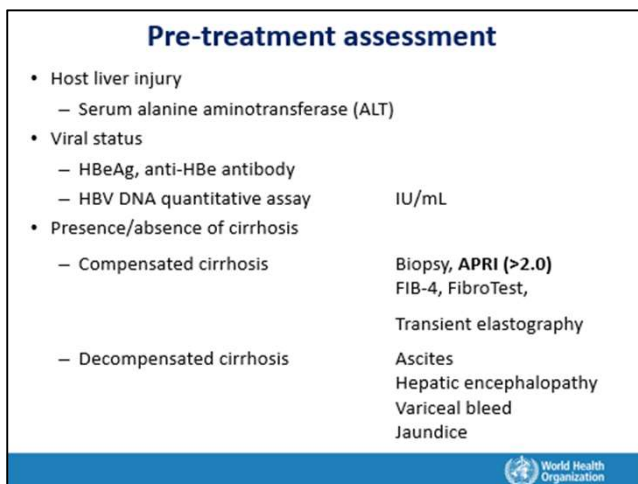 Pre-treatment assessment
• Host liver injury
– Serum alanine aminotransferase (ALT)
• Viral status
– HBeAg, anti-HBe antibody
– HBV DNA quantitative assay IU/mL
• Presence/absence of cirrhosis
– Compensated cirrhosis Biopsy, APRI (>2.0)
FIB-4, FibroTest,
Transient elastography
– Decompensated cirrhosis Ascites
Hepatic encephalopathy
Variceal bleed
Jaundice
World Health
Organization